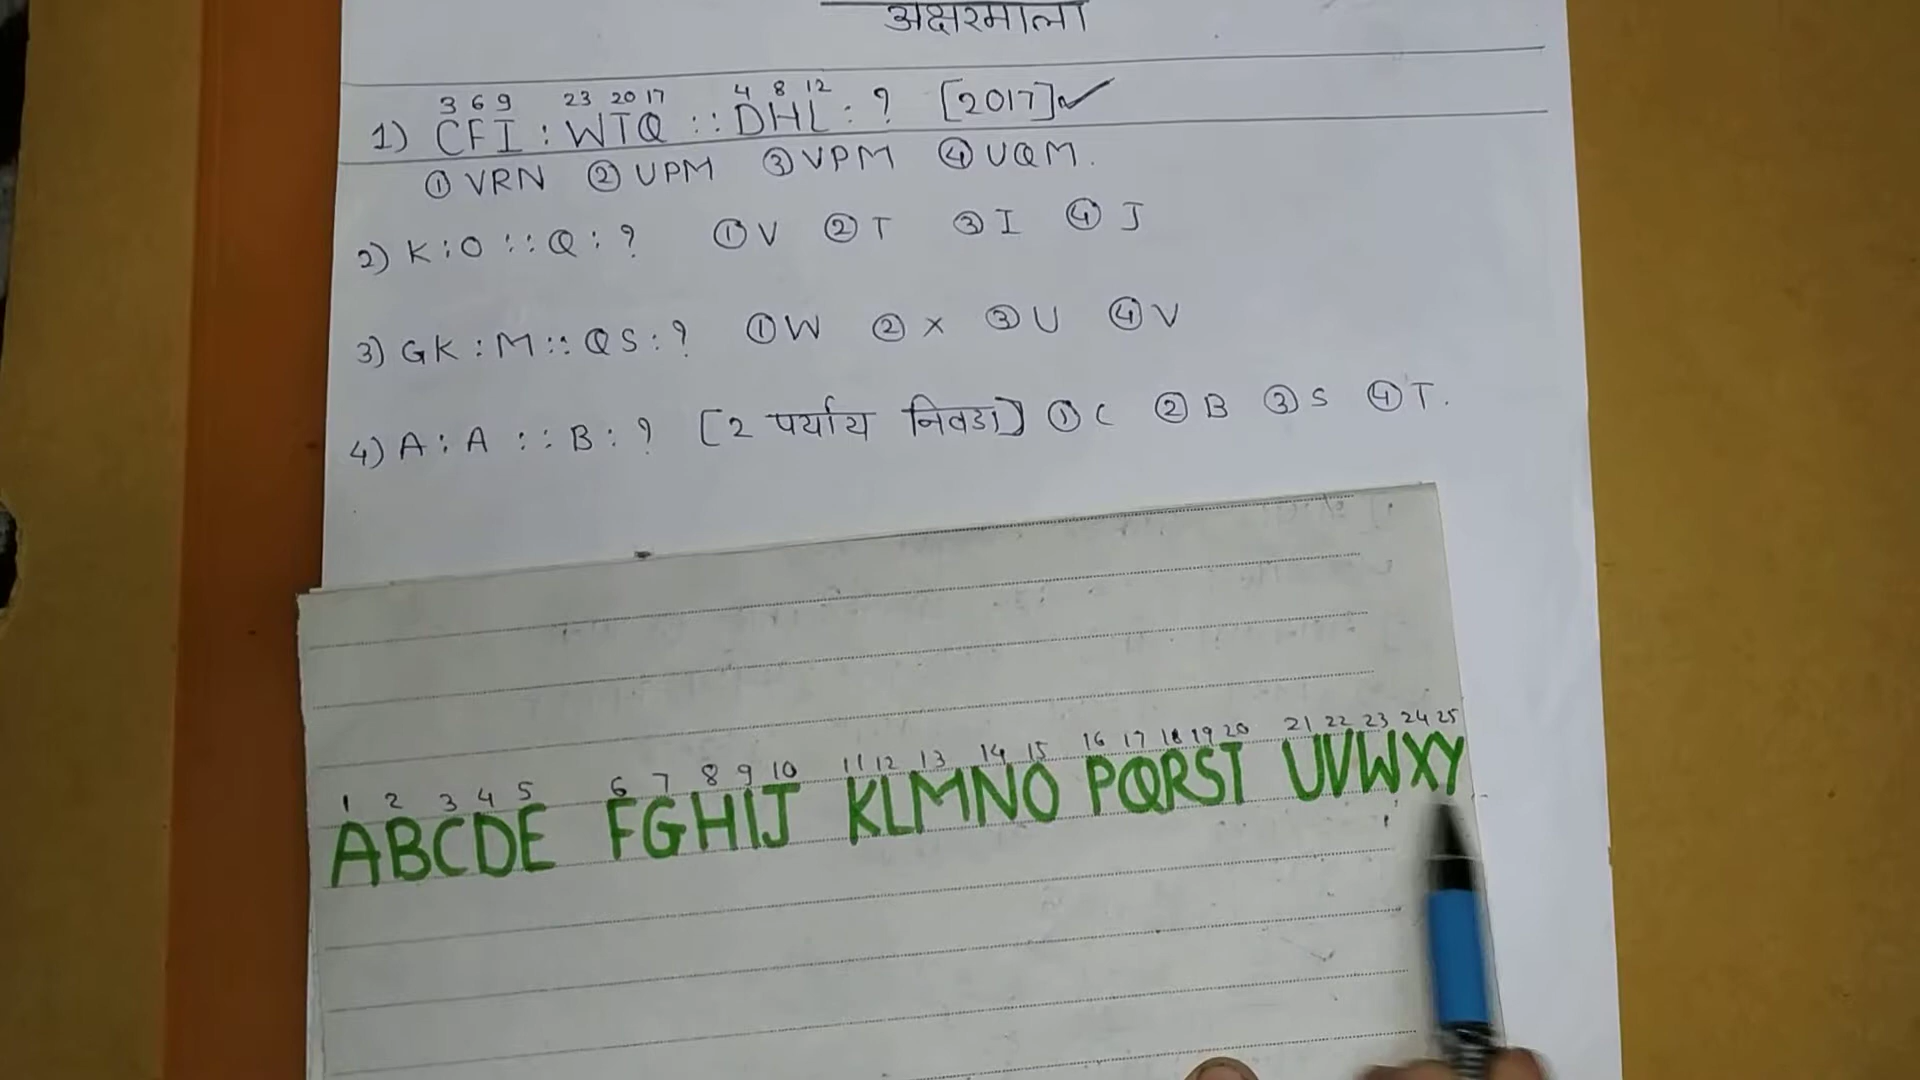 अक्षरमाला
3 6 9 23 20 17 4 8 12
1) CFI : WTQ :: DHL : ? [2017] ✓
① VRN ② UPM ③ VPM ④ UQM.
2) K : O :: Q : ? ① V ② T ③ I ④ J
3) GK : M :: QS : ? ① W ② X ③ U ④ V
4) A : A :: B : ? [2 पर्याय निवडा] ① C ② B ③ S ④ T.
1 2 3 4 5 6 7 8 9 10 11 12 13 14 15 16 17 18 19 20 21 22 23 24 25
ABCDE FGHIJ KLMNO PQRST UVWXY